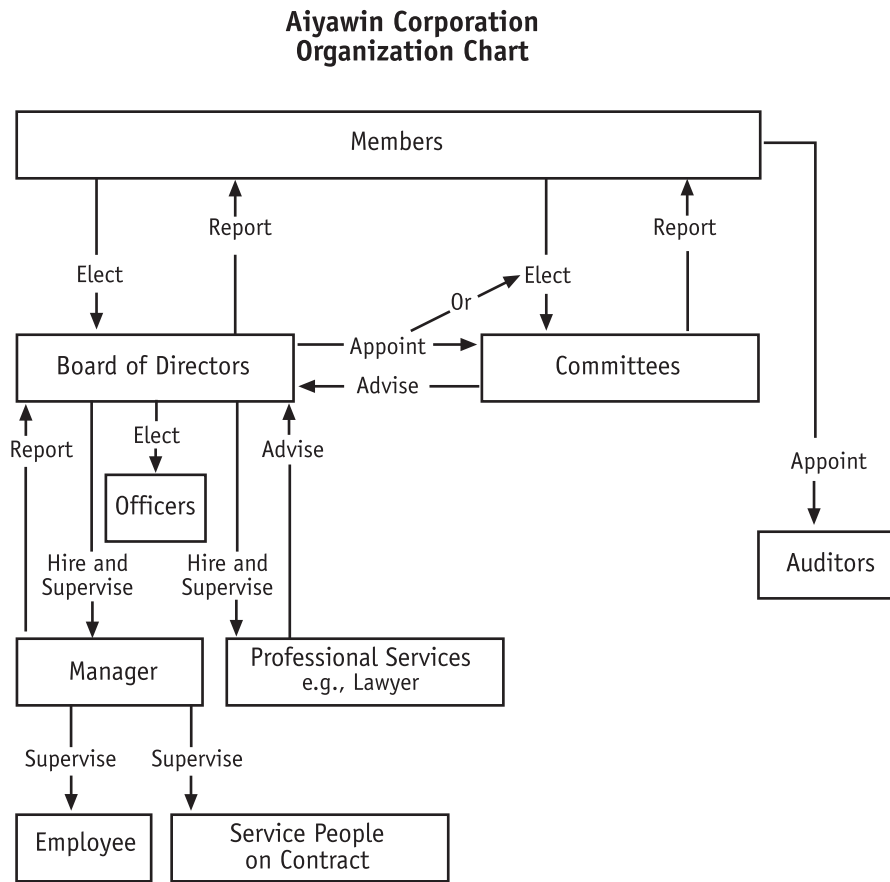 Aiyawin Corporation
Organization Chart
Members
Report
Report
Elect
Elect
Or
Appoint
Board of Directors
Committees
Advise
Report
Elect
Advise
Appoint
Officers
Hire and
Supervise
Hire and
Supervise
Auditors
Manager
Professional Services
e.g., Lawyer
Supervise
Supervise
Employee
Service People
on Contract